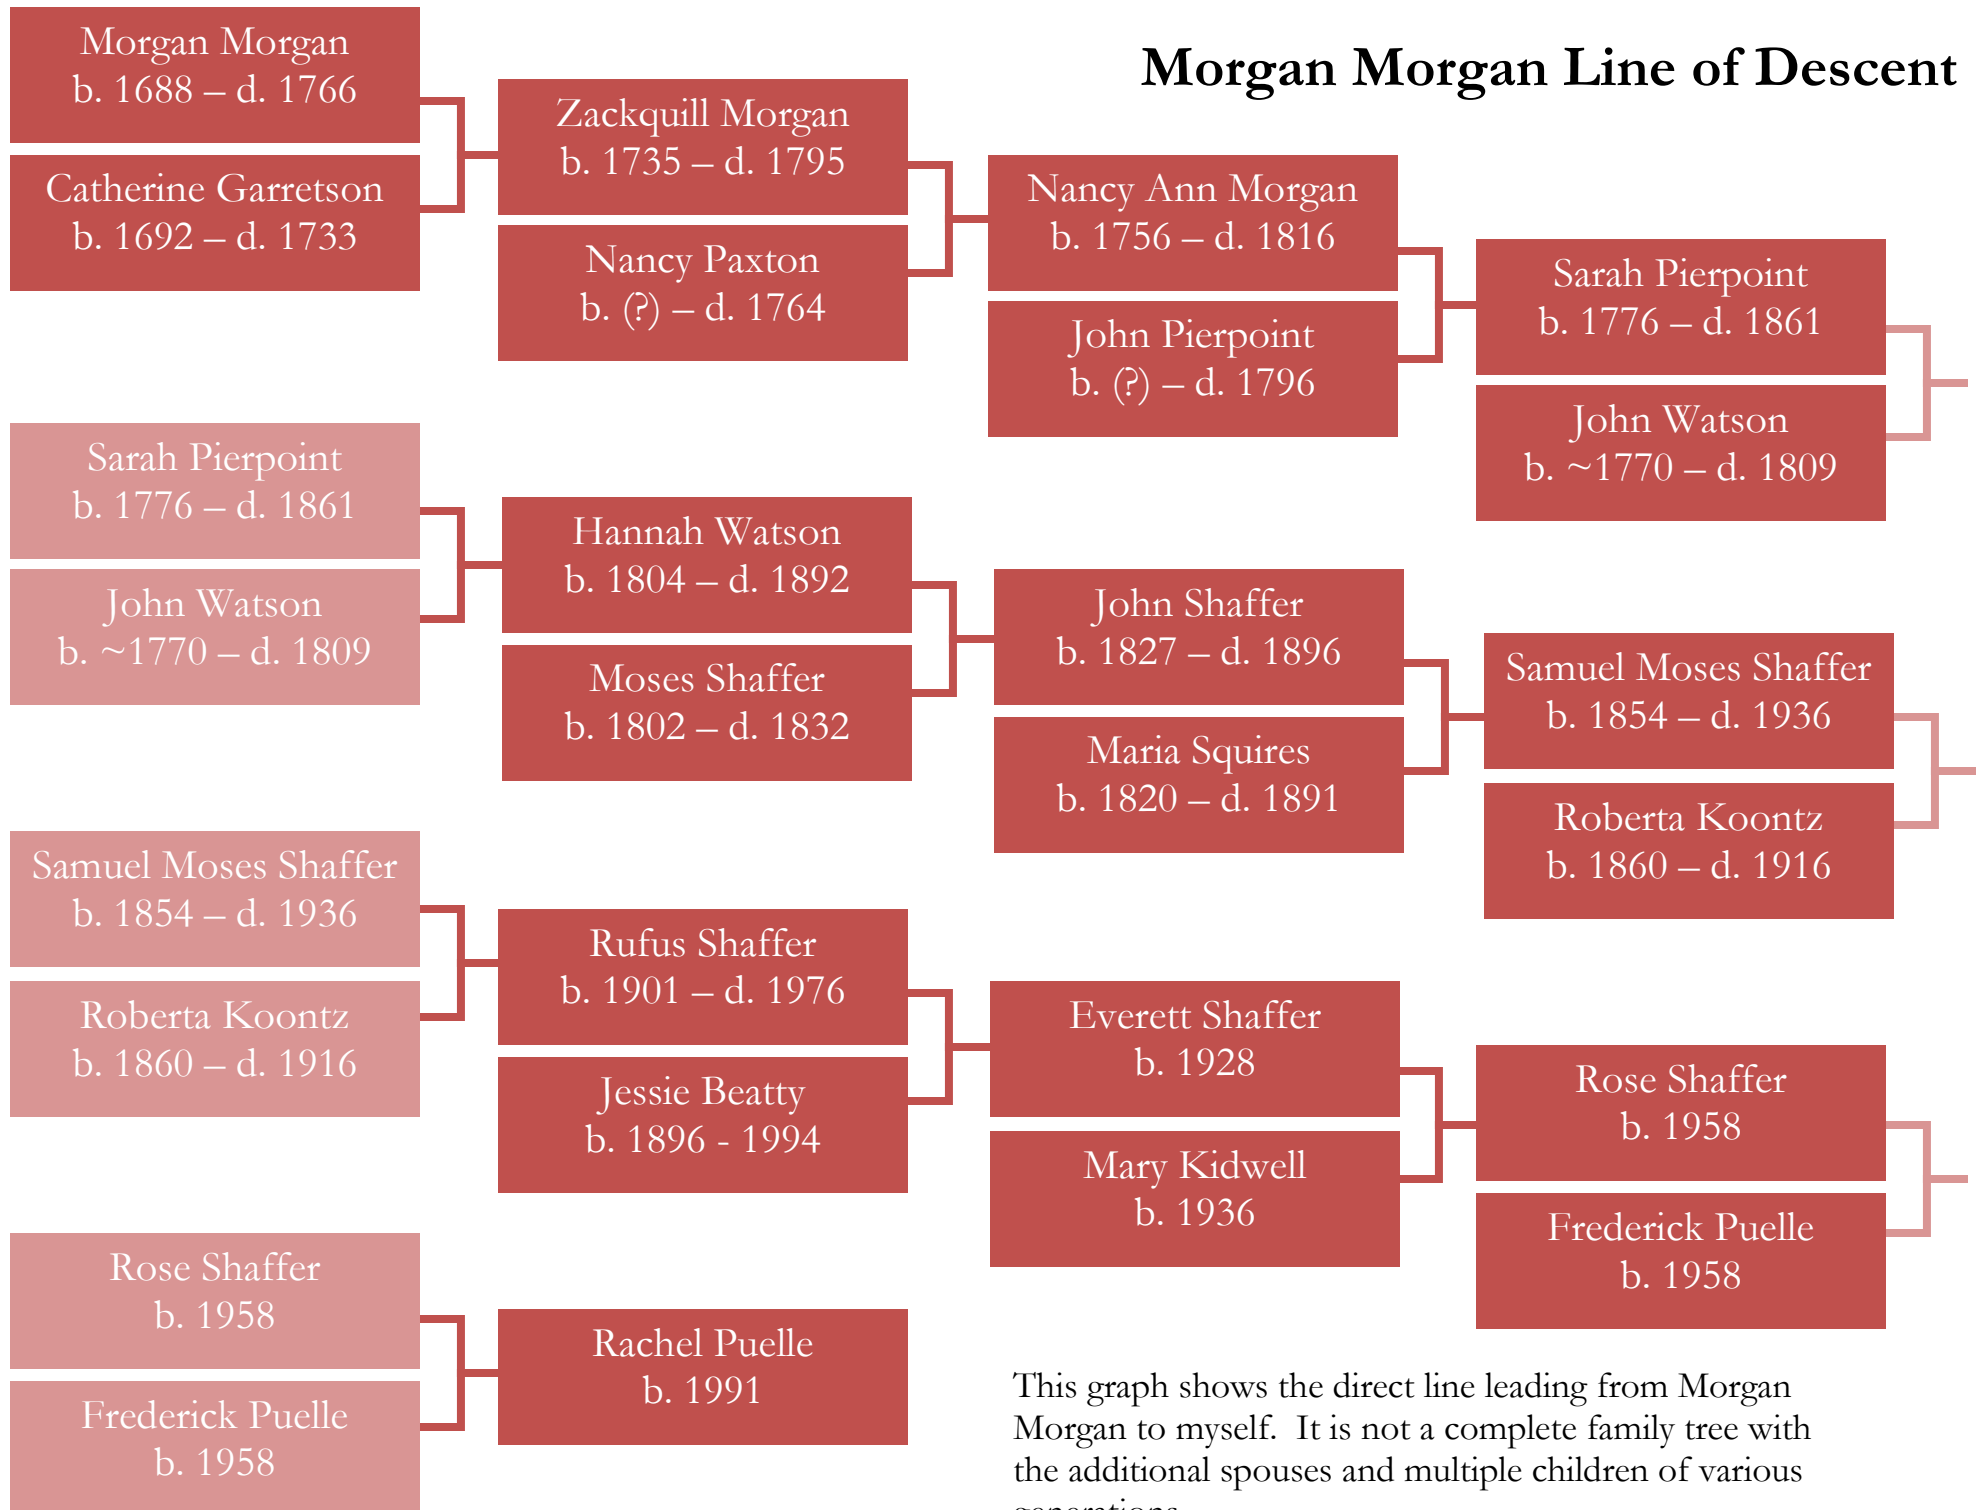 Morgan Morgan Line of Descent
Morgan Morgan
b. 1688 – d. 1766
Catherine Garretson
b. 1692 – d. 1733
Zackquill Morgan
b. 1735 – d. 1795
Nancy Paxton
b. (?) – d. 1764
Nancy Ann Morgan
b. 1756 – d. 1816
John Pierpoint
b. (?) – d. 1796
Sarah Pierpoint
b. 1776 – d. 1861
John Watson
b. ~1770 – d. 1809
Sarah Pierpoint
b. 1776 – d. 1861
John Watson
b. ~1770 – d. 1809
Hannah Watson
b. 1804 – d. 1892
Moses Shaffer
b. 1802 – d. 1832
John Shaffer
b. 1827 – d. 1896
Maria Squires
b. 1820 – d. 1891
Samuel Moses Shaffer
b. 1854 – d. 1936
Roberta Koontz
b. 1860 – d. 1916
Samuel Moses Shaffer
b. 1854 – d. 1936
Roberta Koontz
b. 1860 – d. 1916
Rufus Shaffer
b. 1901 – d. 1976
Jessie Beatty
b. 1896 - 1994
Everett Shaffer
b. 1928
Mary Kidwell
b. 1936
Rose Shaffer
b. 1958
Frederick Puelle
b. 1958
Rose Shaffer
b. 1958
Frederick Puelle
b. 1958
Rachel Puelle
b. 1991
This graph shows the direct line leading from Morgan
Morgan to myself.  It is not a complete family tree with
the additional spouses and multiple children of various